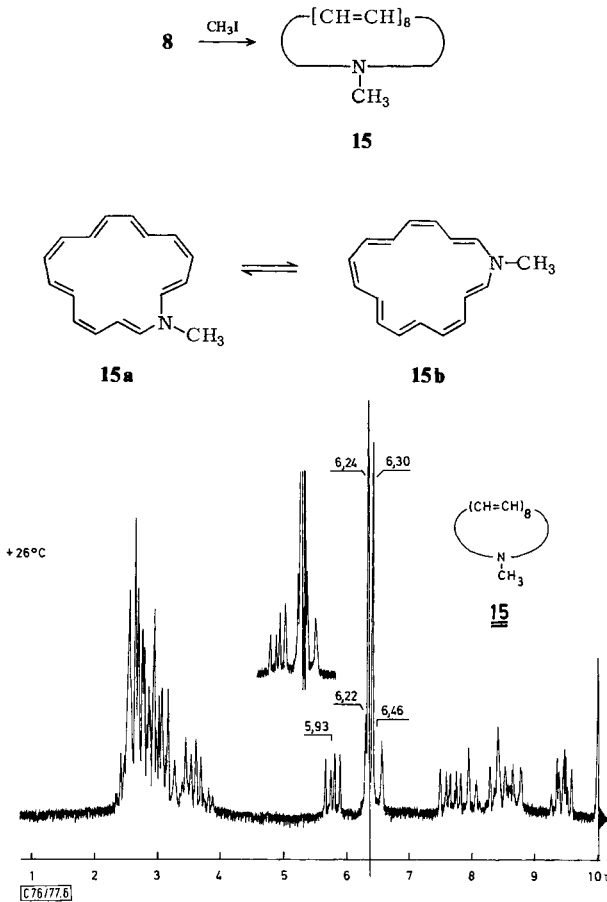 8 CH₃I [CH=CH]₈
N
CH₃
15
N CH₃
N—CH₃
15a 15b
6,24 6,30
(CH=CH)₈
+26°C
N
CH₃
15
6,22 6,46
5,93
1 2 3 4 5 6 7 8 9 10 τ
C76/77.6